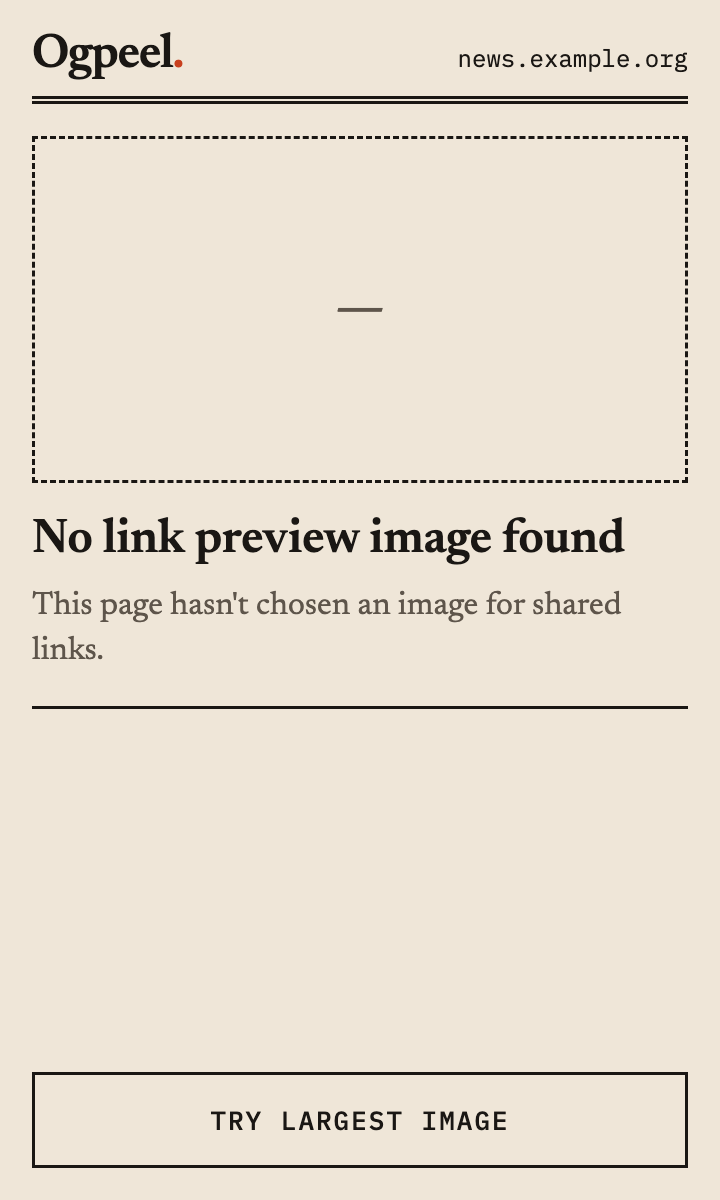 Ogpeel.
news.example.org
—
No link preview image found
This page hasn't chosen an image for shared
links.
TRY LARGEST IMAGE